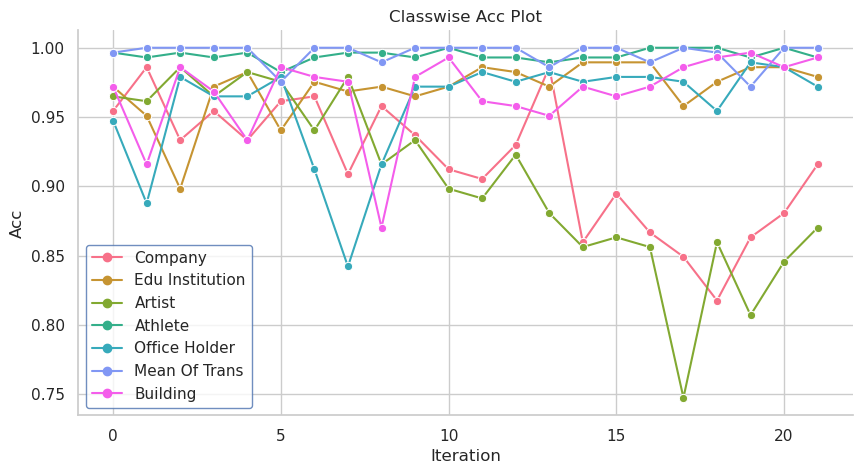 Classwise Acc Plot
1.00
0.95
0.90
0.85
0.80
0.75
Acc
Company
Edu Institution
Artist
Athlete
Office Holder
Mean Of Trans
Building
0 5 10 15 20
Iteration